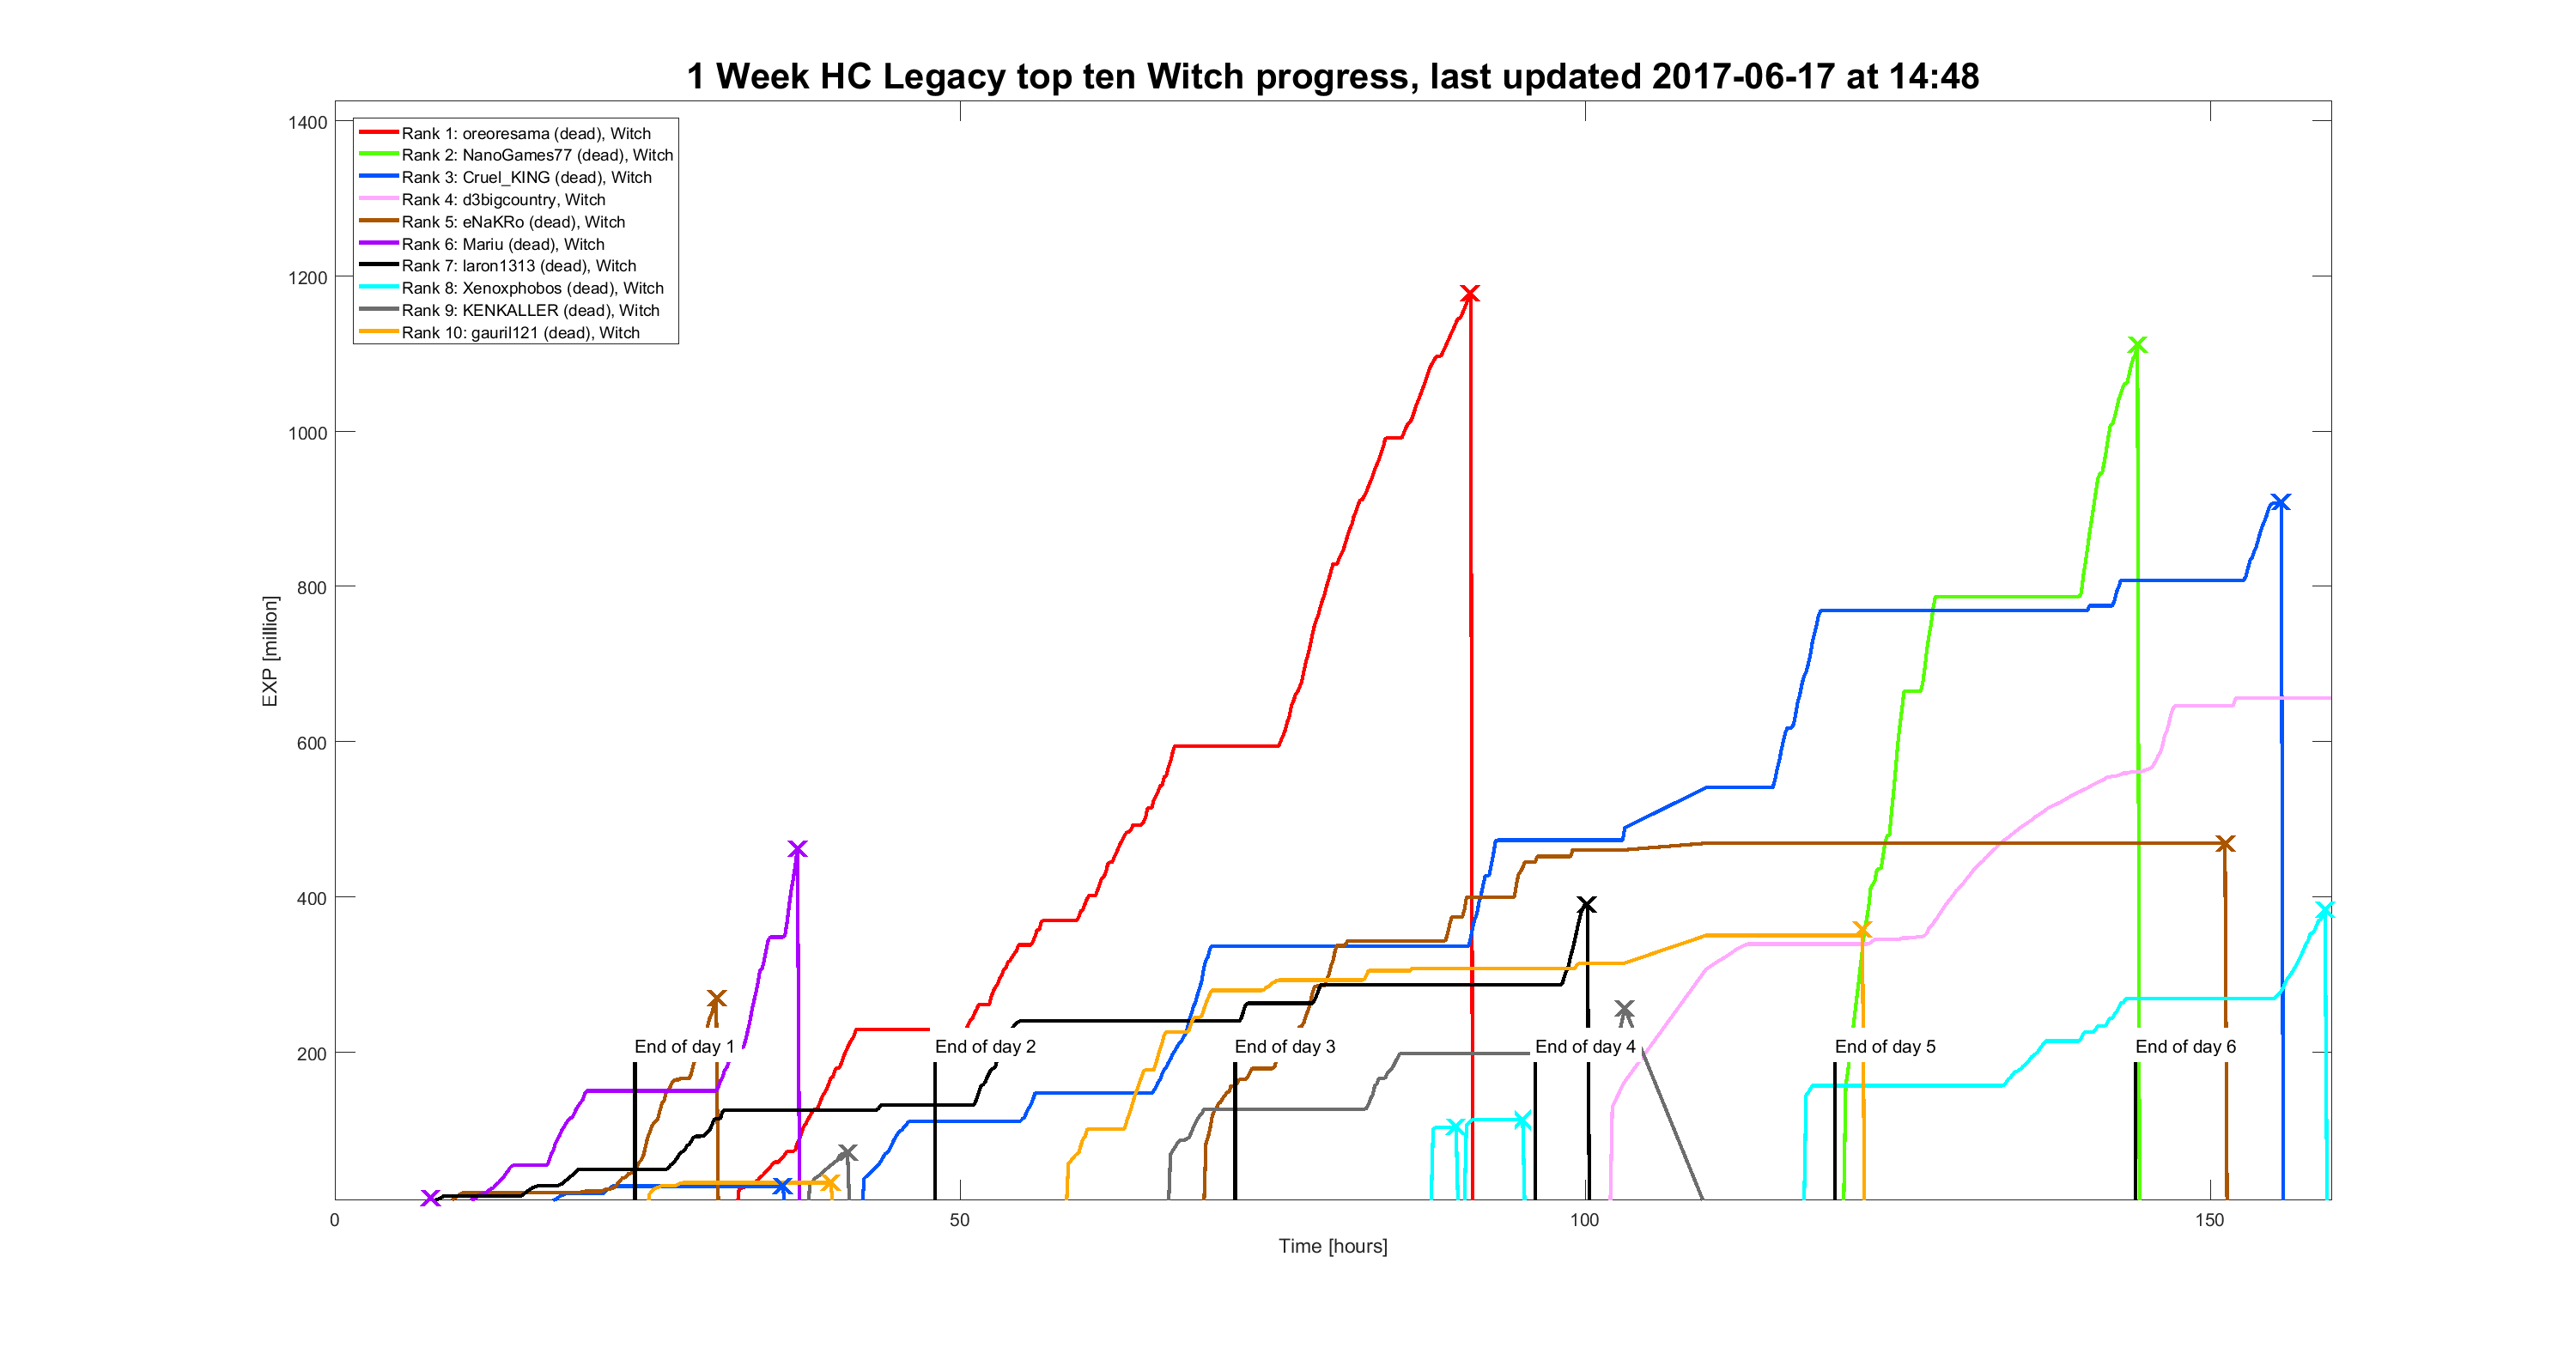 1 Week HC Legacy top ten Witch progress, last updated 2017-06-17 at 14:48
1400
1200
1000
800
600
400
200
EXP [million]
Rank 1: oreoresama (dead), Witch
Rank 2: NanoGames77 (dead), Witch
Rank 3: Cruel_KING (dead), Witch
Rank 4: d3bigcountry, Witch
Rank 5: eNaKRo (dead), Witch
Rank 6: Mariu (dead), Witch
Rank 7: laron1313 (dead), Witch
Rank 8: Xenoxphobos (dead), Witch
Rank 9: KENKALLER (dead), Witch
Rank 10: gauril121 (dead), Witch
End of day 1
End of day 2
End of day 3
End of day 4
End of day 5
End of day 6
0
50
100
150
Time [hours]